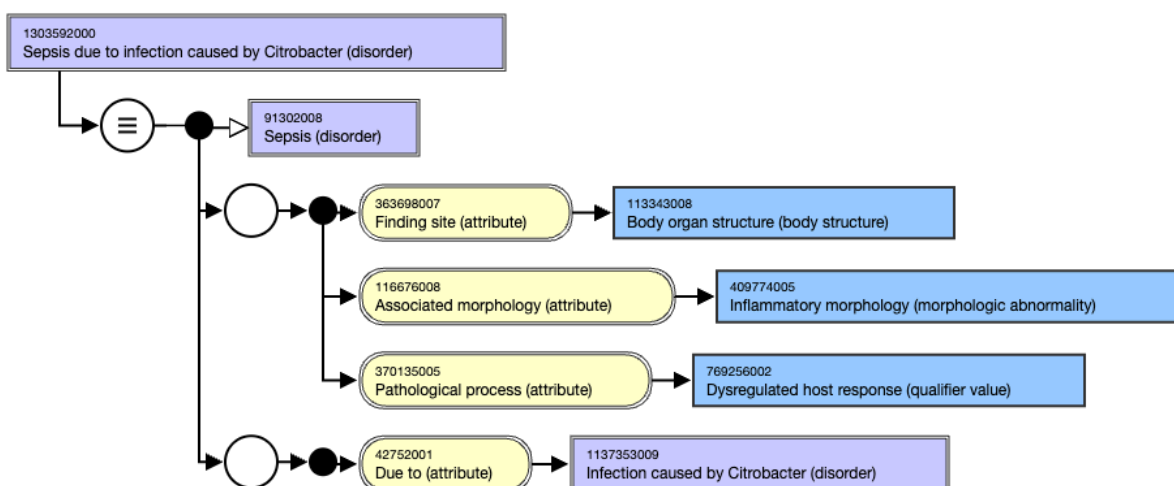 1303592000
Sepsis due to infection caused by Citrobacter (disorder)
91302008
Sepsis (disorder)
363698007
Finding site (attribute)
113343008
Body organ structure (body structure)
116676008
Associated morphology (attribute)
409774005
Inflammatory morphology (morphologic abnormality)
370135005
Pathological process (attribute)
769256002
Dysregulated host response (qualifier value)
42752001
Due to (attribute)
1137353009
Infection caused by Citrobacter (disorder)